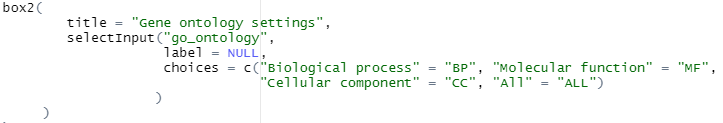 box2(
title = "Gene ontology settings",
selectInput("go_ontology",
label = NULL,
choices = c("Biological process" = "BP", "Molecular function" = "MF",
"Cellular component" = "CC", "All" = "ALL")
)
)